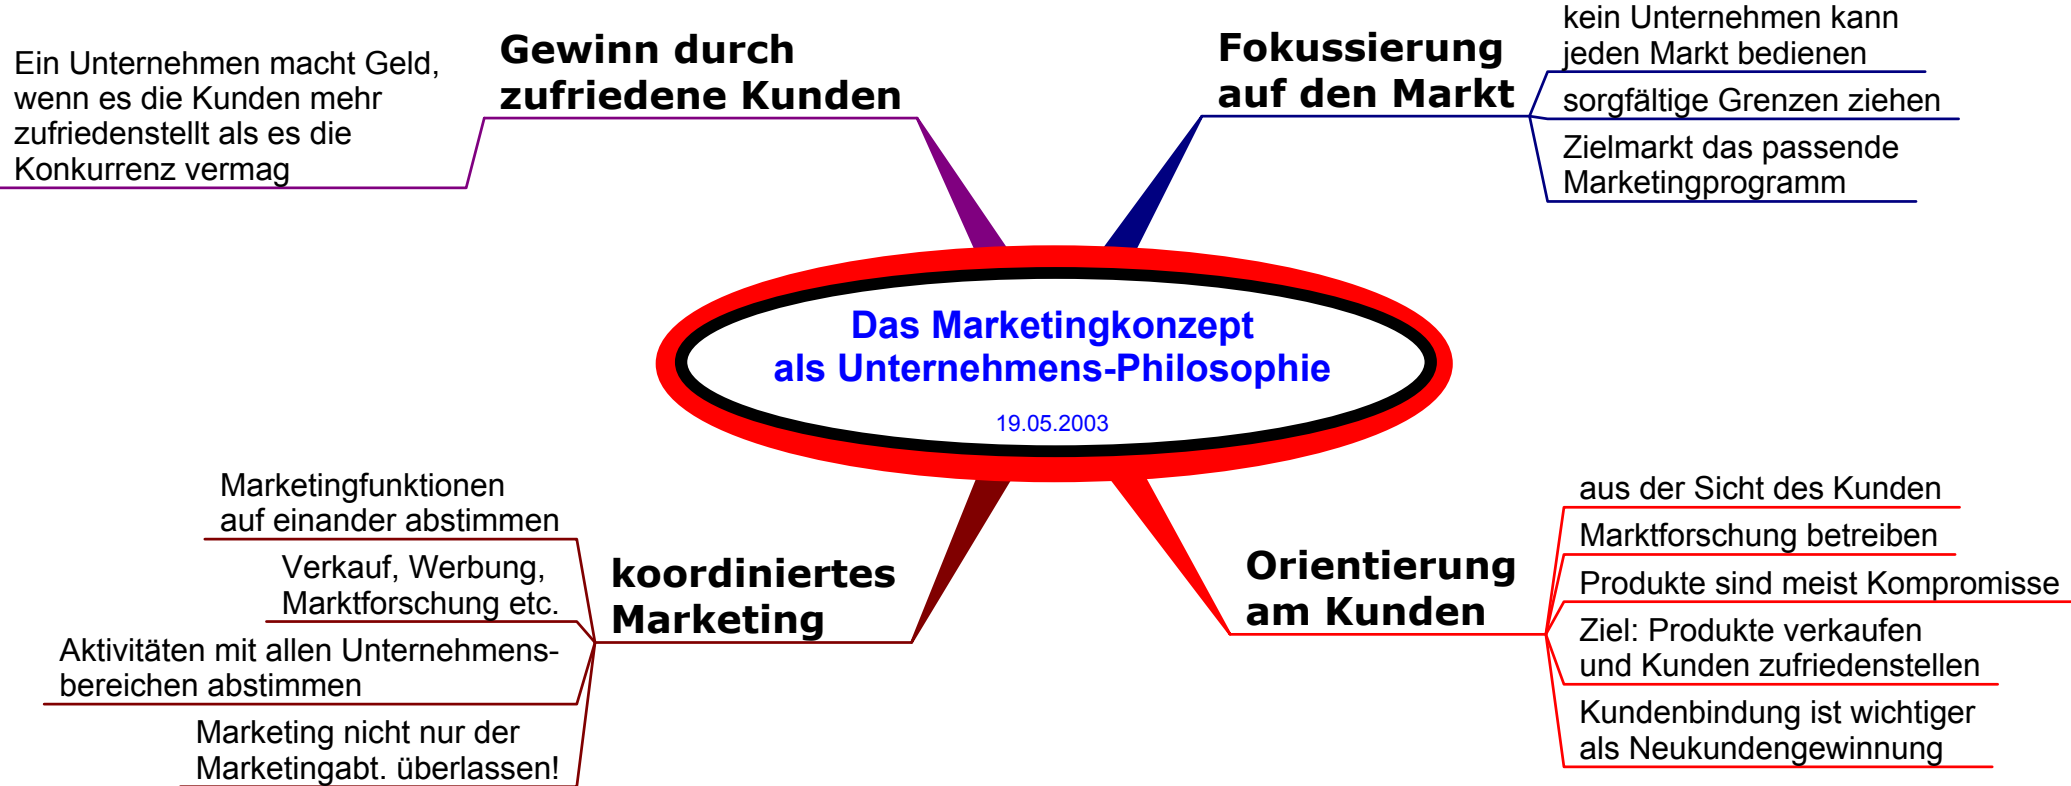 Gewinn durch
zufriedene Kunden
Ein Unternehmen macht Geld,
wenn es die Kunden mehr
zufriedenstellt als es die
Konkurrenz vermag
Fokussierung
auf den Markt
kein Unternehmen kann
jeden Markt bedienen
sorgfältige Grenzen ziehen
Zielmarkt das passende
Marketingprogramm
Das Marketingkonzept
als Unternehmens-Philosophie
19.05.2003
koordiniertes
Marketing
Marketingfunktionen
auf einander abstimmen
Verkauf, Werbung,
Marktforschung etc.
Aktivitäten mit allen Unternehmens-
bereichen abstimmen
Marketing nicht nur der
Marketingabt. überlassen!
Orientierung
am Kunden
aus der Sicht des Kunden
Marktforschung betreiben
Produkte sind meist Kompromisse
Ziel: Produkte verkaufen
und Kunden zufriedenstellen
Kundenbindung ist wichtiger
als Neukundengewinnung